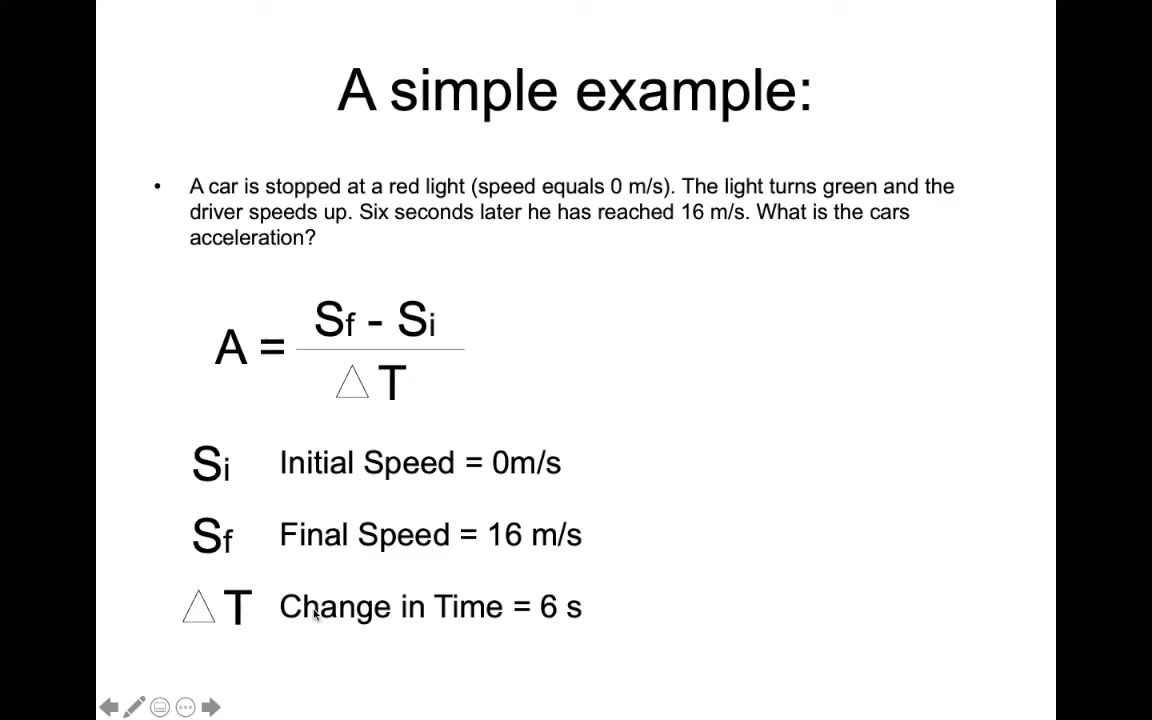 A simple example:
• A car is stopped at a red light (speed equals 0 m/s). The light turns green and the
driver speeds up. Six seconds later he has reached 16 m/s. What is the cars
acceleration?
Sf - Si
A =
△ T
Si Initial Speed = 0m/s
Sf Final Speed = 16 m/s
△ T Change in Time = 6 s